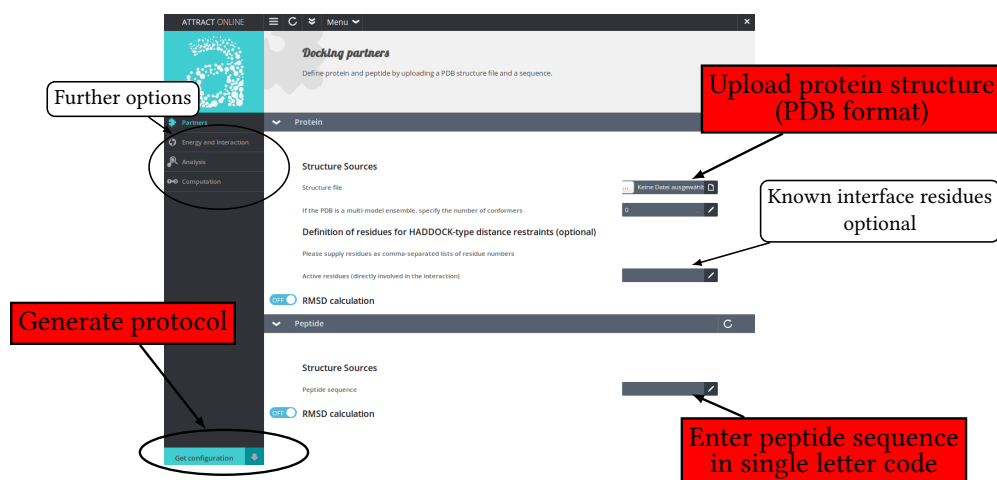 ATTRACT ONLINE
Menu
×
Docking partners
Define protein and peptide by uploading a PDB structure file and a sequence.
Upload protein structure
(PDB format)
Further options
Partners
Protein
Energy and Interaction
Analysis
Computation
Structure Sources
Structure file
... Keine Datei ausgewählt
If the PDB is a multi-model ensemble, specify the number of conformers
0
Known interface residues
optional
Definition of residues for HADDOCK-type distance restraints (optional)
Please supply residues as comma-separated lists of residue numbers
Active residues (directly involved in the interaction)
OFF RMSD calculation
Generate protocol
Peptide
Structure Sources
Peptide sequence
OFF RMSD calculation
Enter peptide sequence
in single letter code
Get configuration